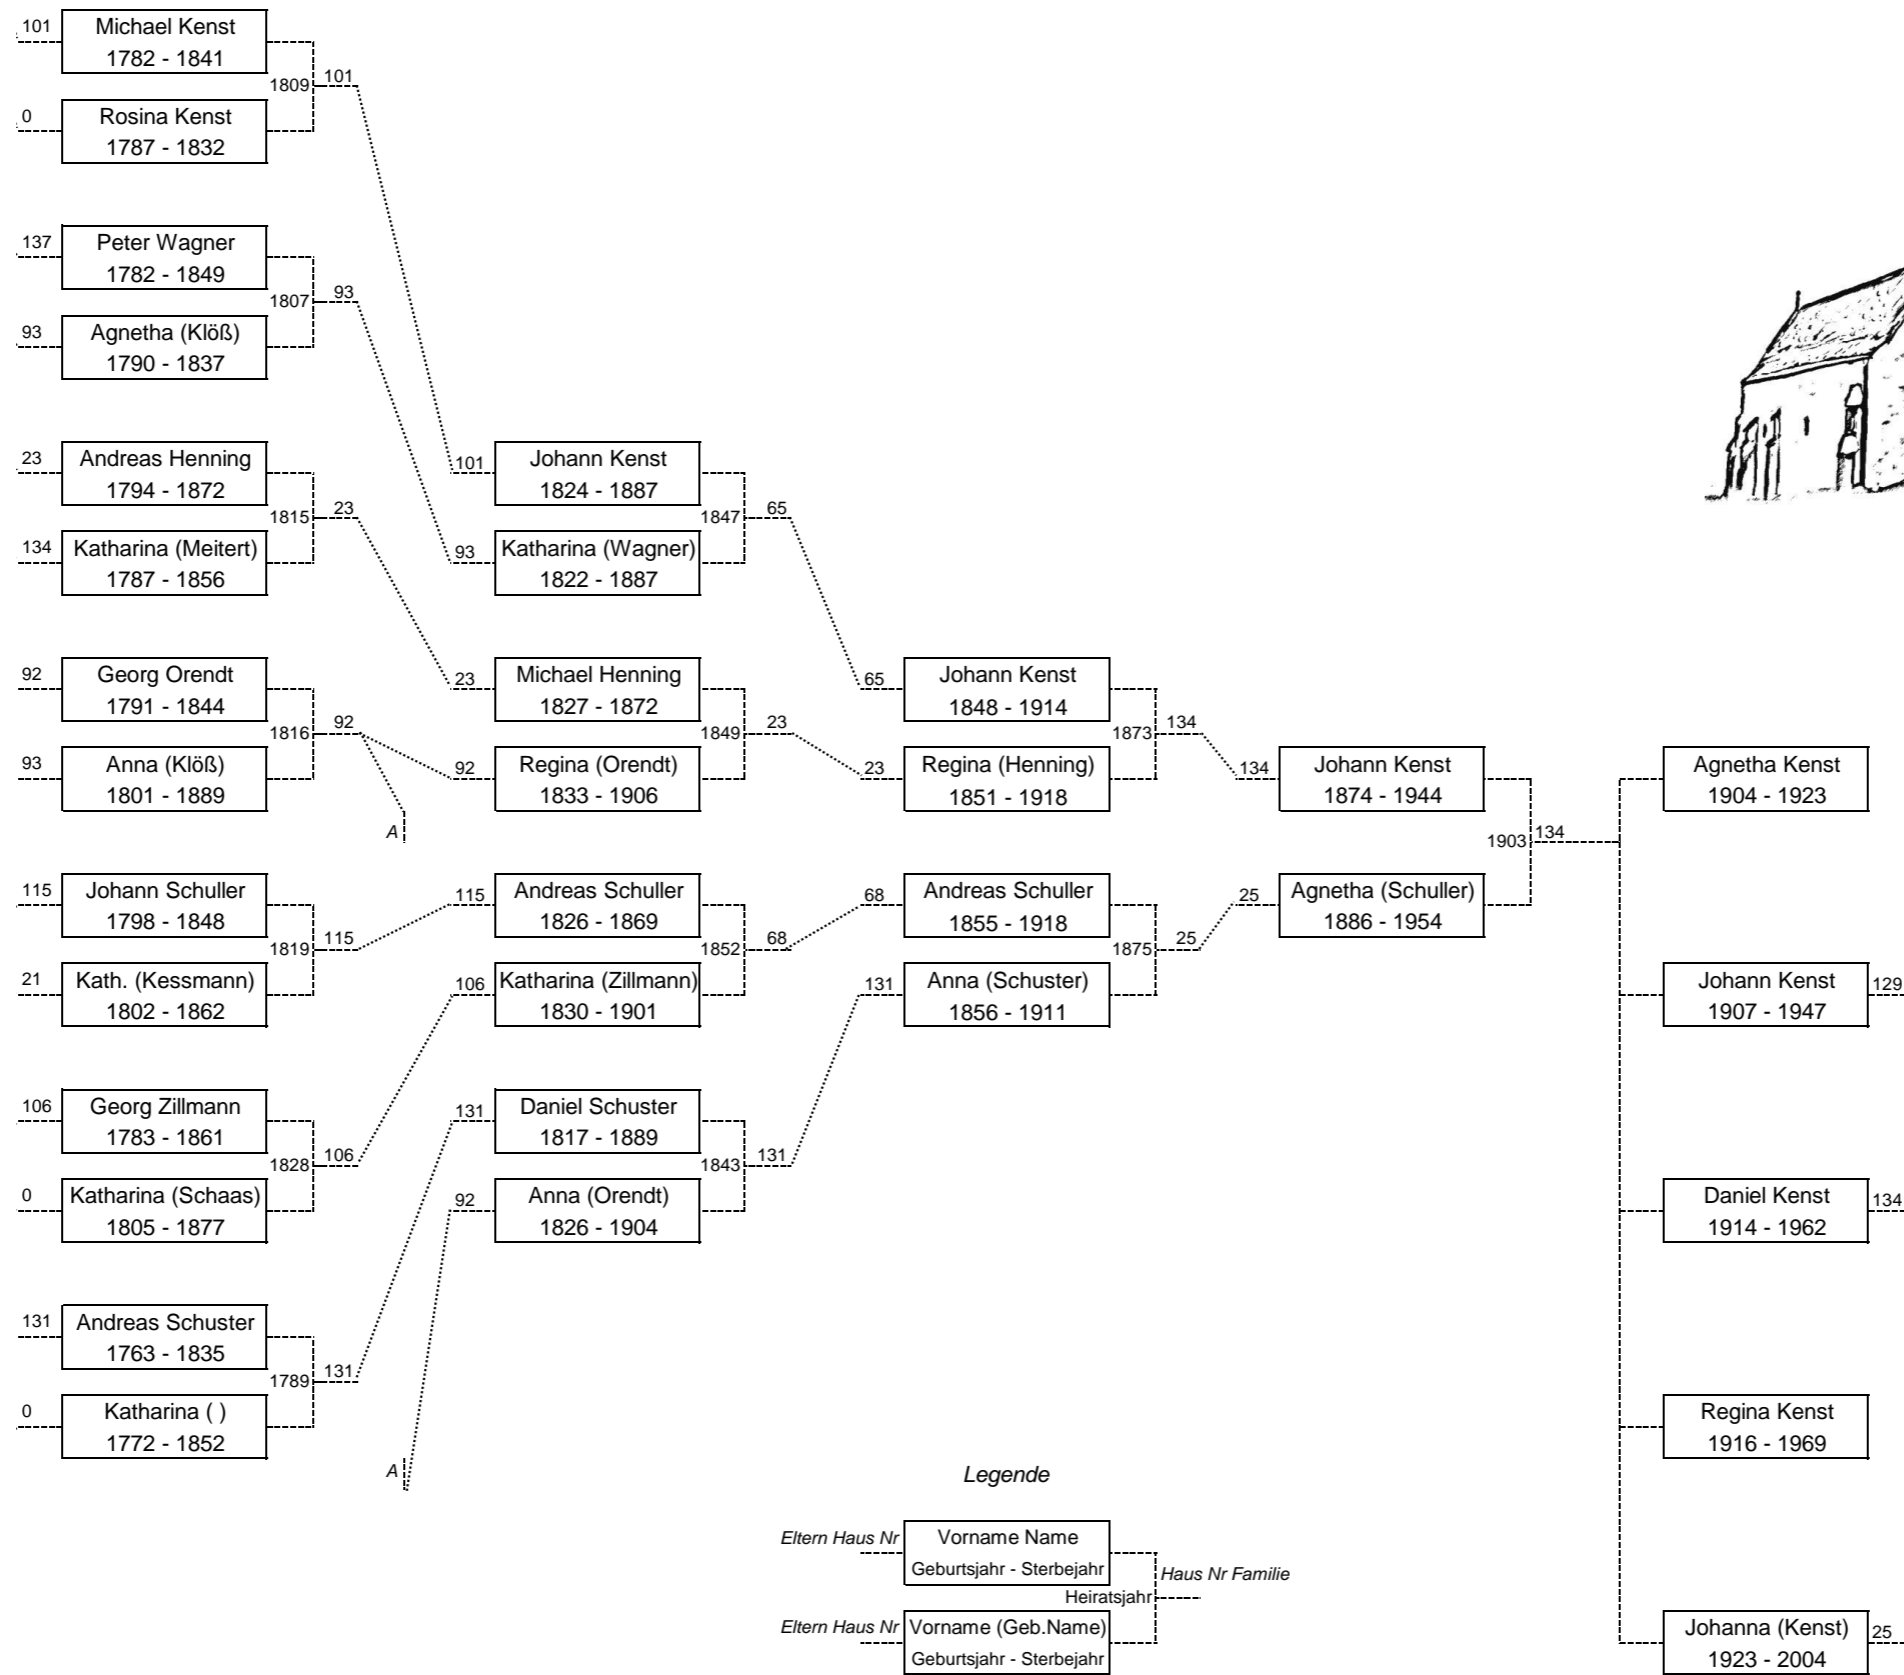 101
Michael Kenst
1782 - 1841
1809
101
0
Rosina Kenst
1787 - 1832
137
Peter Wagner
1782 - 1849
1807
93
93
Agnetha (Klöß)
1790 - 1837
23
Andreas Henning
1794 - 1872
1815
23
134
Katharina (Meitert)
1787 - 1856
92
Georg Orendt
1791 - 1844
1816
92
93
Anna (Klöß)
1801 - 1889
A
115
Johann Schuller
1798 - 1848
1819
115
21
Kath. (Kessmann)
1802 - 1862
106
Georg Zillmann
1783 - 1861
1828
106
0
Katharina (Schaas)
1805 - 1877
131
Andreas Schuster
1763 - 1835
1789
131
0
Katharina ( )
1772 - 1852
A
101
Johann Kenst
1824 - 1887
1847
65
93
Katharina (Wagner)
1822 - 1887
23
Michael Henning
1827 - 1872
1849
23
92
Regina (Orendt)
1833 - 1906
115
Andreas Schuller
1826 - 1869
1852
68
106
Katharina (Zillmann)
1830 - 1901
131
Daniel Schuster
1817 - 1889
1843
131
92
Anna (Orendt)
1826 - 1904
65
Johann Kenst
1848 - 1914
1873
134
23
Regina (Henning)
1851 - 1918
68
Andreas Schuller
1855 - 1918
1875
25
131
Anna (Schuster)
1856 - 1911
134
Johann Kenst
1874 - 1944
1903
134
25
Agnetha (Schuller)
1886 - 1954
Agnetha Kenst
1904 - 1923
Johann Kenst
1907 - 1947
129
Daniel Kenst
1914 - 1962
134
Regina Kenst
1916 - 1969
Johanna (Kenst)
1923 - 2004
25
Legende
Eltern Haus Nr
Vorname Name
Geburtsjahr - Sterbejahr
Heiratsjahr
Haus Nr Familie
Eltern Haus Nr
Vorname (Geb.Name)
Geburtsjahr - Sterbejahr